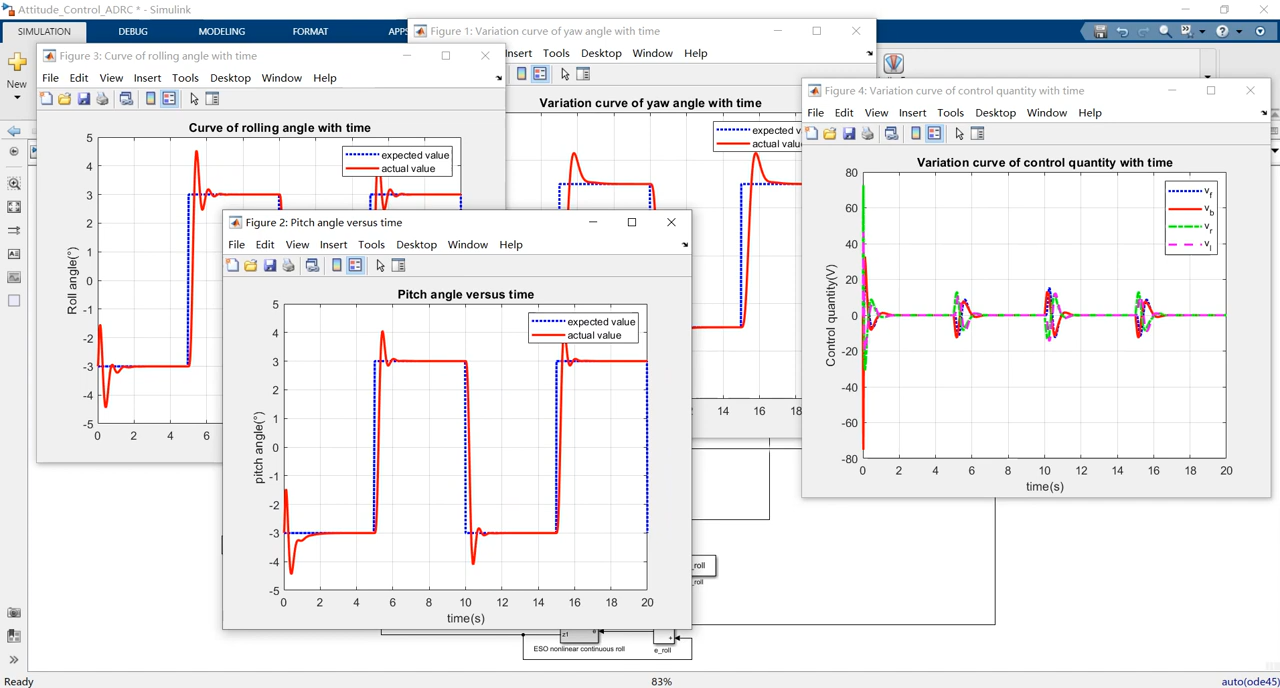 Attitude_Control_ADRC * - Simulink
SIMULATION DEBUG MODELING FORMAT APPS
New
Figure 3: Curve of rolling angle with time
File Edit View Insert Tools Desktop Window Help
Curve of rolling angle with time
expected value
actual value
Roll angle(°)
5
4
3
2
1
0
-1
-2
-3
-4
-5
0 2 4 6
Figure 1: Variation curve of yaw angle with time
Insert Tools Desktop Window Help
Variation curve of yaw angle with time
expected v
actual valu
14 16 18
Figure 2: Pitch angle versus time
File Edit View Insert Tools Desktop Window Help
Pitch angle versus time
expected value
actual value
pitch angle(°)
5
4
3
2
1
0
-1
-2
-3
-4
-5
0 2 4 6 8 10 12 14 16 18 20
time(s)
Figure 4: Variation curve of control quantity with time
File Edit View Insert Tools Desktop Window Help
Variation curve of control quantity with time
v_f
v_b
v_r
v_l
Control quantity(V)
80
60
40
20
0
-20
-40
-60
-80
0 2 4 6 8 10 12 14 16 18 20
time(s)
_roll
_roll
z1 e
ESO nonlinear continuous roll
e_roll
Ready 83% auto(ode45)